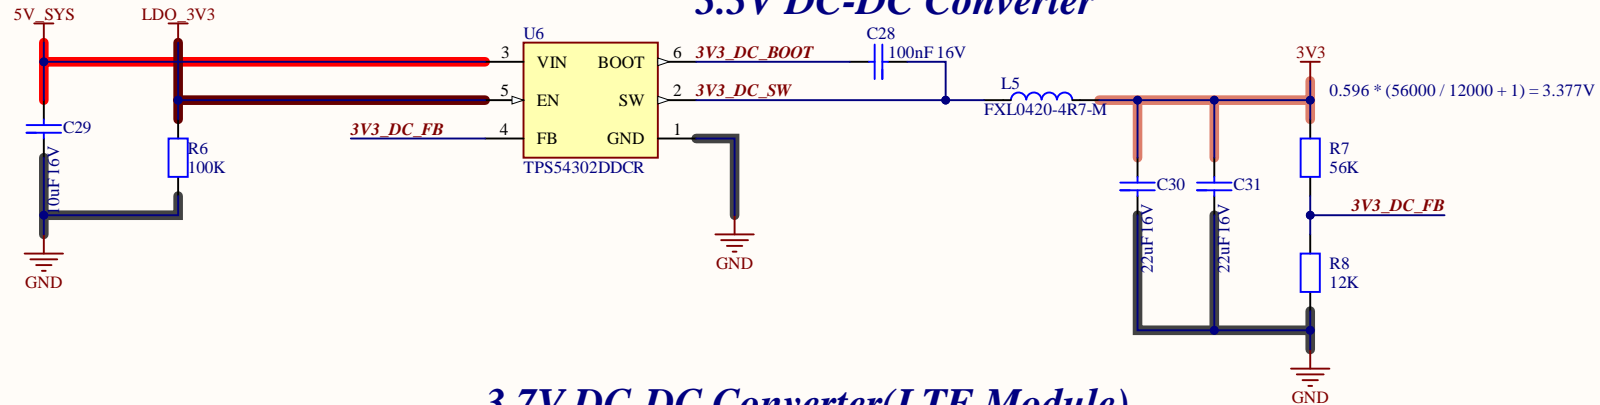 3.3V DC-DC Converter
5V_SYS
LDO_3V3
U6
C28
3 VIN BOOT 6 3V3_DC_BOOT
100nF 16V
3V3
5 EN SW 2 3V3_DC_SW
L5
FXL0420-4R7-M
0.596 * (56000 / 12000 + 1) = 3.377V
C29
10uF 16V
3V3_DC_FB 4 FB GND 1
TPS54302DDCR
R6
100K
R7
56K
C30
22uF 16V
C31
22uF 16V
3V3_DC_FB
R8
12K
GND
GND
GND
3.7V DC-DC Converter(LTE Module)